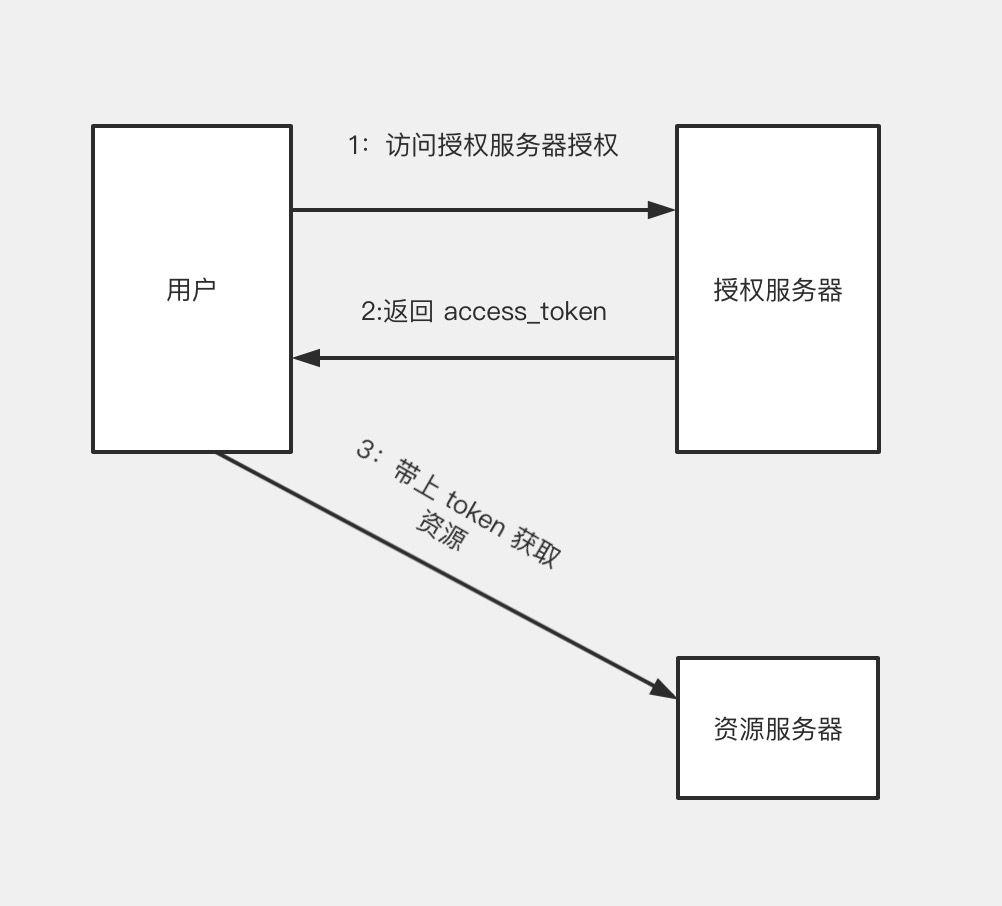 1：访问授权服务器授权
用户
授权服务器
2:返回 access_token
3：带上 token 获取
资源
资源服务器